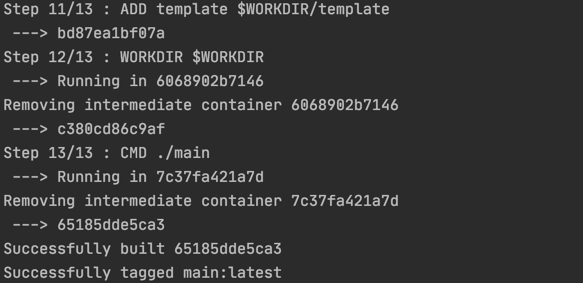 Step 11/13 : ADD template $WORKDIR/template
 ---> bd87ea1bf07a
Step 12/13 : WORKDIR $WORKDIR
 ---> Running in 6068902b7146
Removing intermediate container 6068902b7146
 ---> c380cd86c9af
Step 13/13 : CMD ./main
 ---> Running in 7c37fa421a7d
Removing intermediate container 7c37fa421a7d
 ---> 65185dde5ca3
Successfully built 65185dde5ca3
Successfully tagged main:latest